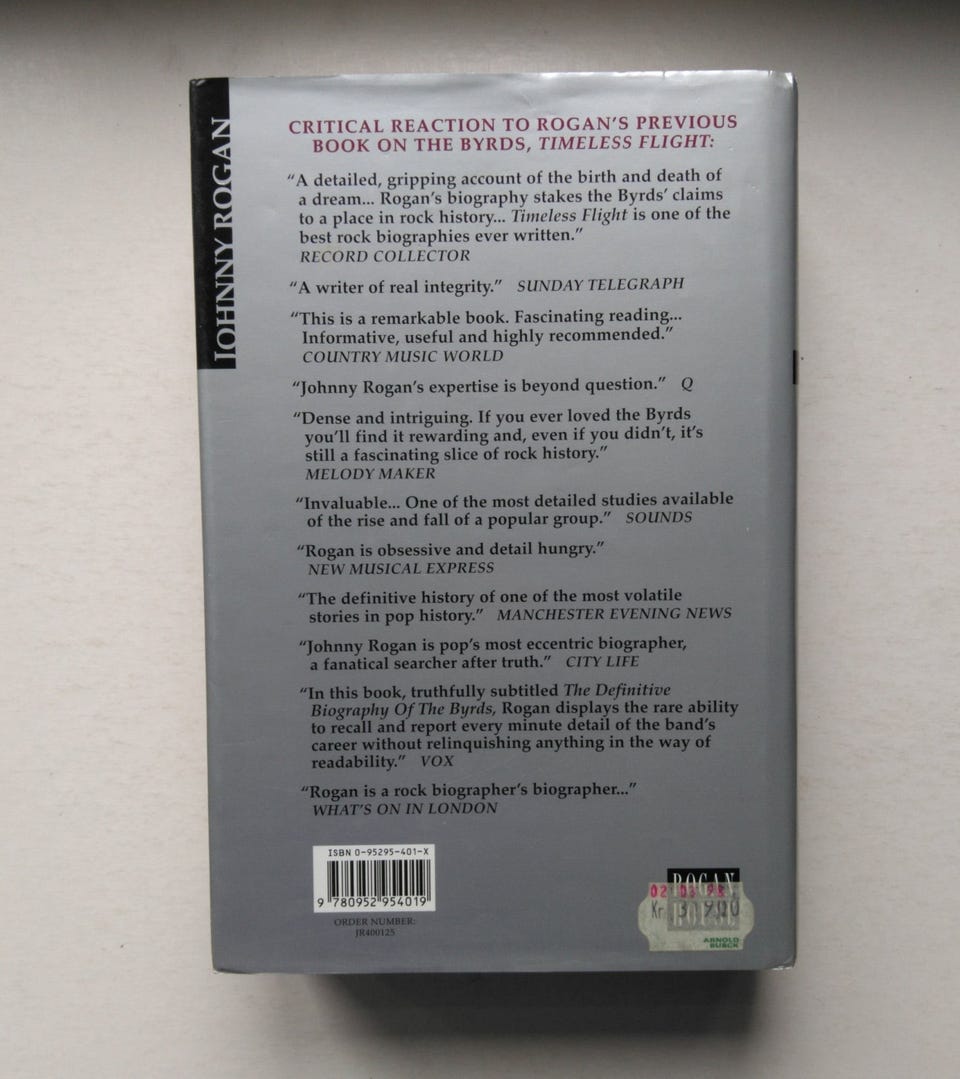 JOHNNY ROGAN
CRITICAL REACTION TO ROGAN'S PREVIOUS
BOOK ON THE BYRDS, TIMELESS FLIGHT:
“A detailed, gripping account of the birth and death of
a dream... Rogan's biography stakes the Byrds' claims
to a place in rock history... Timeless Flight is one of the
best rock biographies ever written.”
RECORD COLLECTOR
“A writer of real integrity.” SUNDAY TELEGRAPH
“This is a remarkable book. Fascinating reading...
Informative, useful and highly recommended.”
COUNTRY MUSIC WORLD
“Johnny Rogan's expertise is beyond question.” Q
“Dense and intriguing. If you ever loved the Byrds
you'll find it rewarding and, even if you didn't, it's
still a fascinating slice of rock history.”
MELODY MAKER
“Invaluable... One of the most detailed studies available
of the rise and fall of a popular group.” SOUNDS
“Rogan is obsessive and detail hungry.”
NEW MUSICAL EXPRESS
“The definitive history of one of the most volatile
stories in pop history.” MANCHESTER EVENING NEWS
“Johnny Rogan is pop's most eccentric biographer,
a fanatical searcher after truth.” CITY LIFE
“In this book, truthfully subtitled The Definitive
Biography Of The Byrds, Rogan displays the rare ability
to recall and report every minute detail of the band's
career without relinquishing anything in the way of
readability.” VOX
“Rogan is a rock biographer's biographer...”
WHAT'S ON IN LONDON
ISBN 0-95295-401-X
9 780952 954019
ORDER NUMBER:
JR400125
ROGAN
02 03 98
Kr
ARNOLD
BUSCK